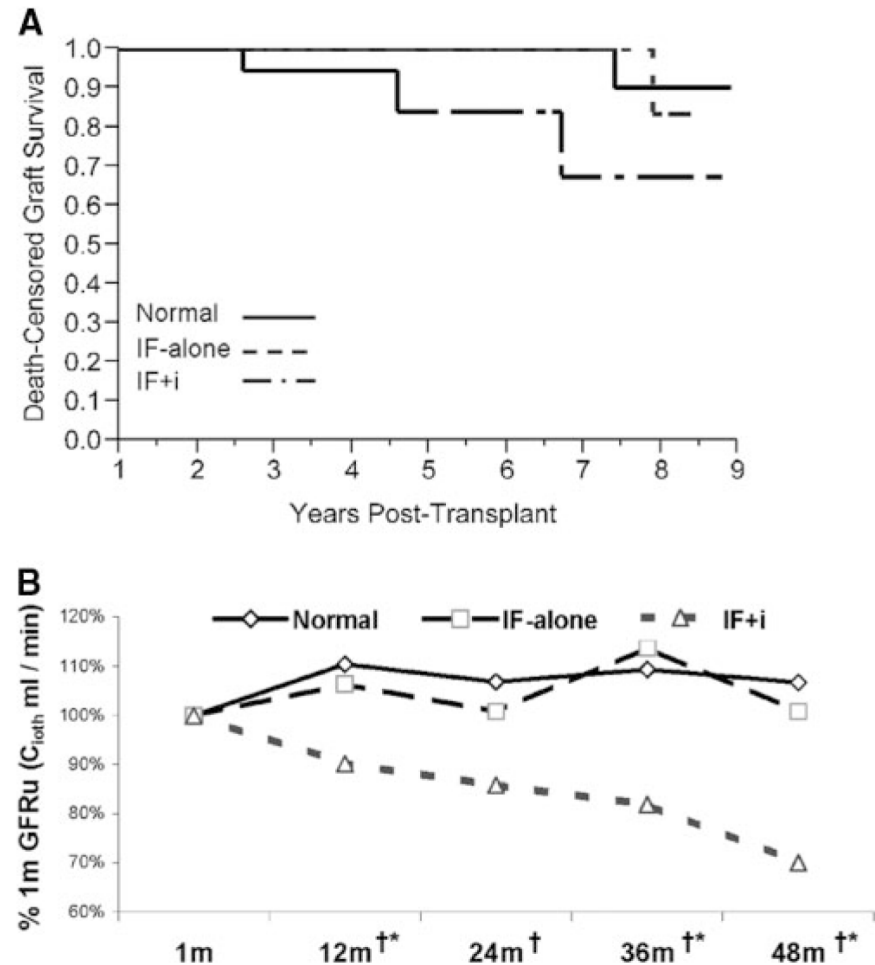 A
Death-Censored Graft Survival
1.0
0.9
0.8
0.7
0.6
0.5
0.4
0.3
0.2
0.1
0.0
Normal
IF-alone
IF+i
1 2 3 4 5 6 7 8 9
Years Post-Transplant
B
% 1m GFRu (Cioth ml / min)
Normal IF-alone IF+i
120%
110%
100%
90%
80%
70%
60%
1m 12m†* 24m† 36m†* 48m†*